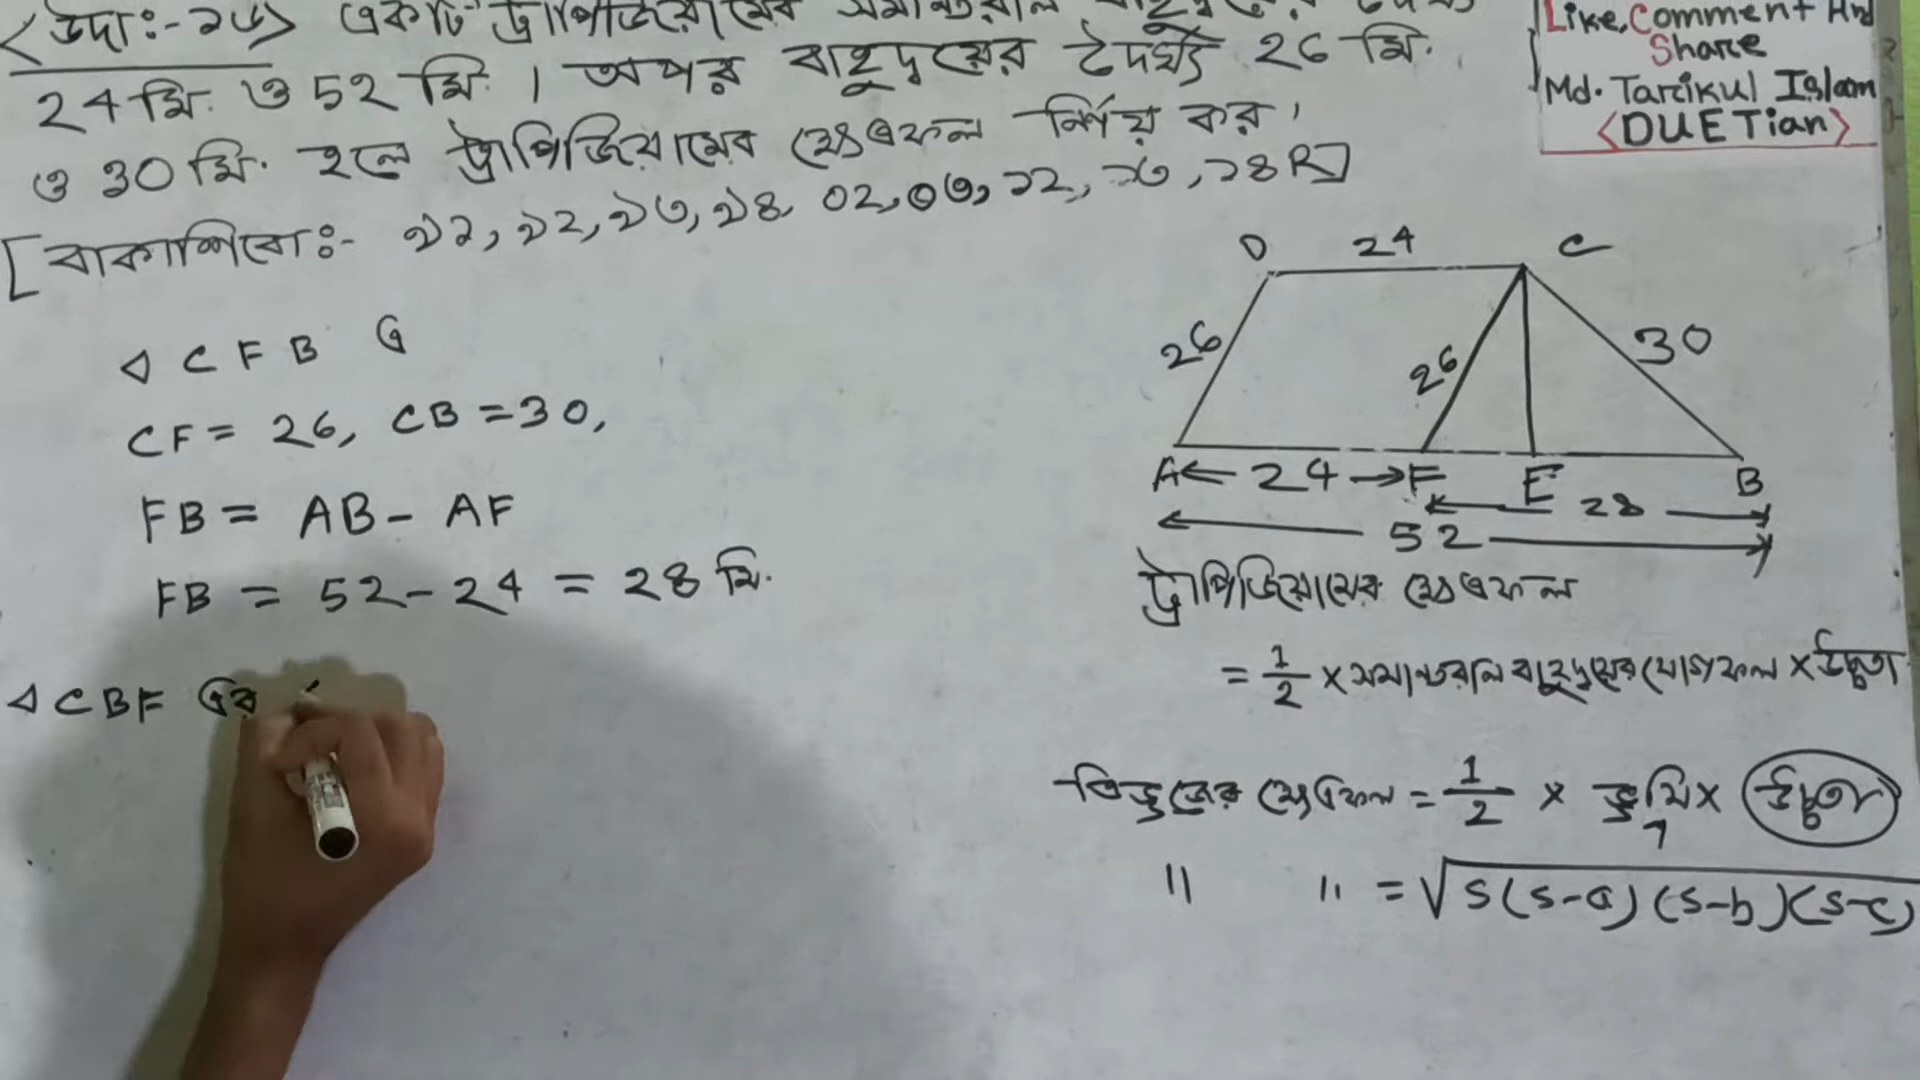 <উদাঃ-২৬> একটি ট্রাপিজিয়ামের সমান্তরাল বাহুদ্বয়ের দৈর্ঘ্য
24 মি. ও 52 মি. । অপর বাহুদ্বয়ের দৈর্ঘ্য 26 মি.
ও 30 মি. হলে ট্রাপিজিয়ামের ক্ষেত্রফল নির্ণয় কর।
Like, Comment And
Share
Md. Tarikul Islam
<DUETian>
D 24 C
26 26 30
A 24 F E B
28
52
△ CFB এ
CF = 26, CB = 30,
FB = AB - AF
FB = 52 - 24 = 28 মি.
△ CBF এর
ট্রাপিজিয়ামের ক্ষেত্রফল
= 1/2 × সমান্তরাল বাহুদ্বয়ের যোগফল × উচ্চতা
ত্রিভুজের ক্ষেত্রফল = 1/2 × ভূমি × উচ্চতা
" " = √s(s-a)(s-b)(s-c)